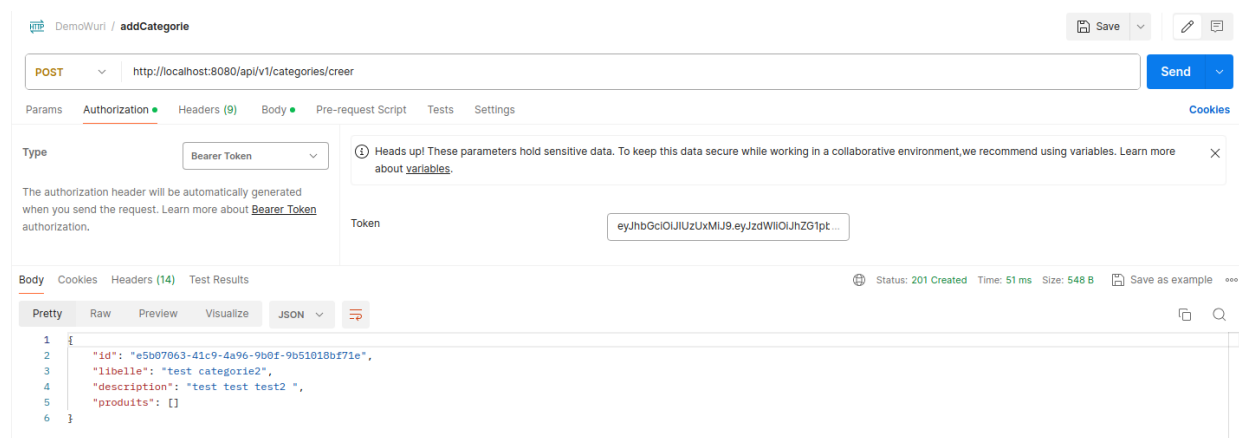 HTTP DemoWuri / addCategorie Save
POST http://localhost:8080/api/v1/categories/creer Send
Params Authorization Headers (9) Body Pre-request Script Tests Settings Cookies
Type Bearer Token
The authorization header will be automatically generated
when you send the request. Learn more about Bearer Token
authorization.
Heads up! These parameters hold sensitive data. To keep this data secure while working in a collaborative environment,we recommend using variables. Learn more
about variables.
Token eyJhbGciOiJIUzUxMiJ9.eyJzdWIiOiJhZG1pb...
Body Cookies Headers (14) Test Results Status: 201 Created Time: 51 ms Size: 548 B Save as example
Pretty Raw Preview Visualize JSON
1 {
2 "id": "e5b07063-41c9-4a96-9b0f-9b51018bf71e",
3 "libelle": "test categorie2",
4 "description": "test test test2 ",
5 "produits": []
6 }